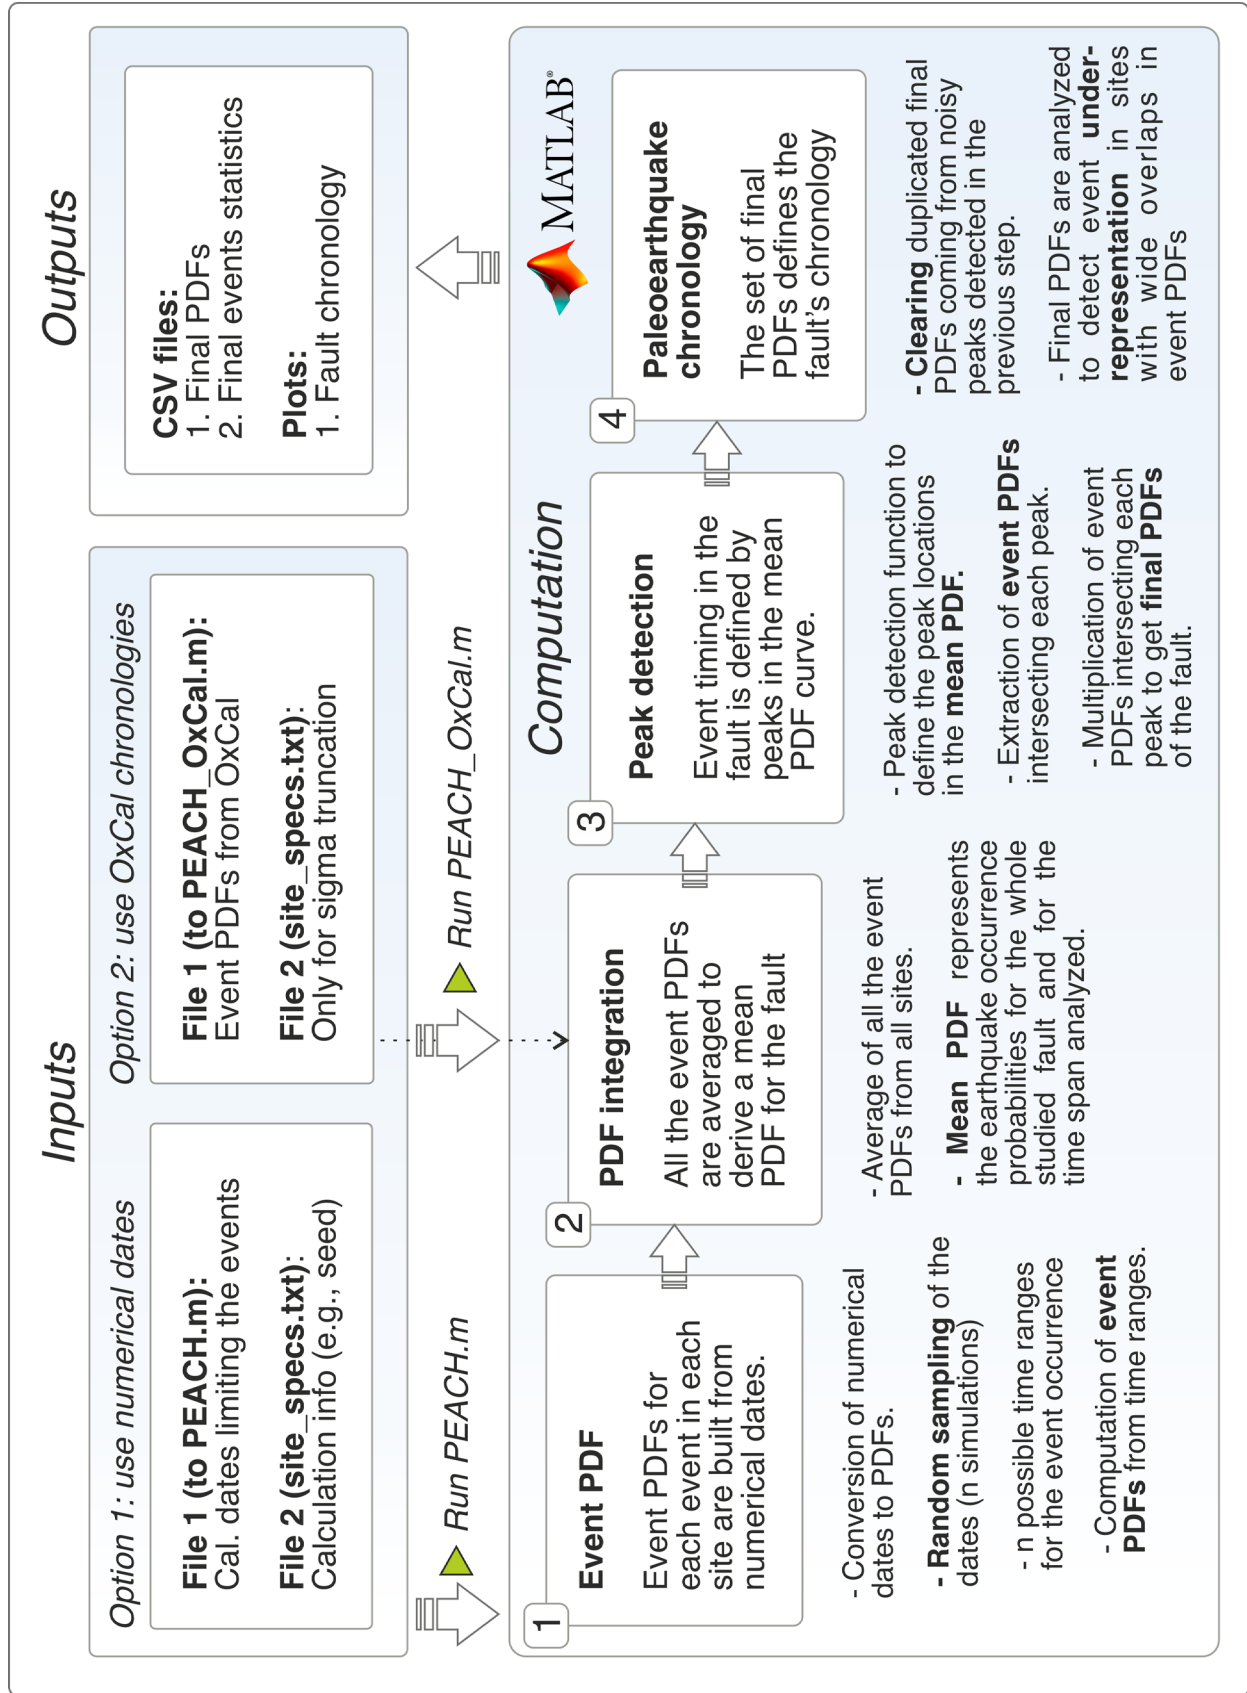 Inputs
Option 1: use numerical dates
File 1 (to PEACH.m):
Cal. dates limiting the events
File 2 (site_specs.txt):
Calculation info (e.g., seed)
Option 2: use OxCal chronologies
File 1 (to PEACH_OxCal.m):
Event PDFs from OxCal
File 2 (site_specs.txt):
Only for sigma truncation
Outputs
CSV files:
1. Final PDFs
2. Final events statistics
Plots:
1. Fault chronology
Run PEACH.m
Run PEACH_OxCal.m
Computation
MATLAB®
1
Event PDF
Event PDFs for
each event in each
site are built from
numerical dates.
- Conversion of numerical
dates to PDFs.
- Random sampling of the
dates (n simulations)
- n possible time ranges
for the event occurrence
- Computation of event
PDFs from time ranges.
2
PDF integration
All the event PDFs
are averaged to
derive a mean
PDF for the fault
- Average of all the event
PDFs from all sites.
- Mean PDF represents
the earthquake occurrence
probabilities for the whole
studied fault and for the
time span analyzed.
3
Peak detection
Event timing in the
fault is defined by
peaks in the mean
PDF curve.
- Peak detection function to
define the peak locations
in the mean PDF.
- Extraction of event PDFs
intersecting each peak.
- Multiplication of event
PDFs intersecting each
peak to get final PDFs
of the fault.
4
Paleoearthquake
chronology
The set of final
PDFs defines the
fault's chronology
- Clearing duplicated final
PDFs coming from noisy
peaks detected in the
previous step.
- Final PDFs are analyzed
to detect event under-
representation in sites
with wide overlaps in
event PDFs